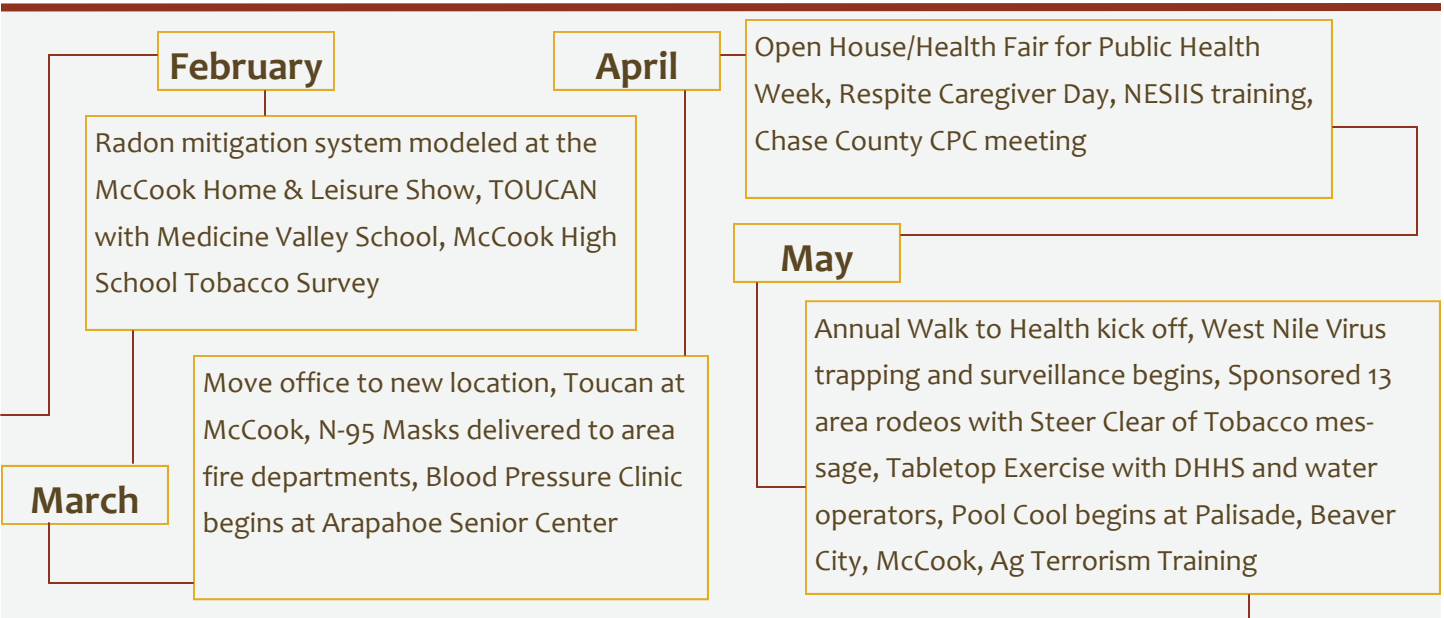 February
Radon mitigation system modeled at the
McCook Home & Leisure Show, TOUCAN
with Medicine Valley School, McCook High
School Tobacco Survey
March
Move office to new location, Toucan at
McCook, N-95 Masks delivered to area
fire departments, Blood Pressure Clinic
begins at Arapahoe Senior Center
April
Open House/Health Fair for Public Health
Week, Respite Caregiver Day, NESIIS training,
Chase County CPC meeting
May
Annual Walk to Health kick off, West Nile Virus
trapping and surveillance begins, Sponsored 13
area rodeos with Steer Clear of Tobacco mes-
sage, Tabletop Exercise with DHHS and water
operators, Pool Cool begins at Palisade, Beaver
City, McCook, Ag Terrorism Training